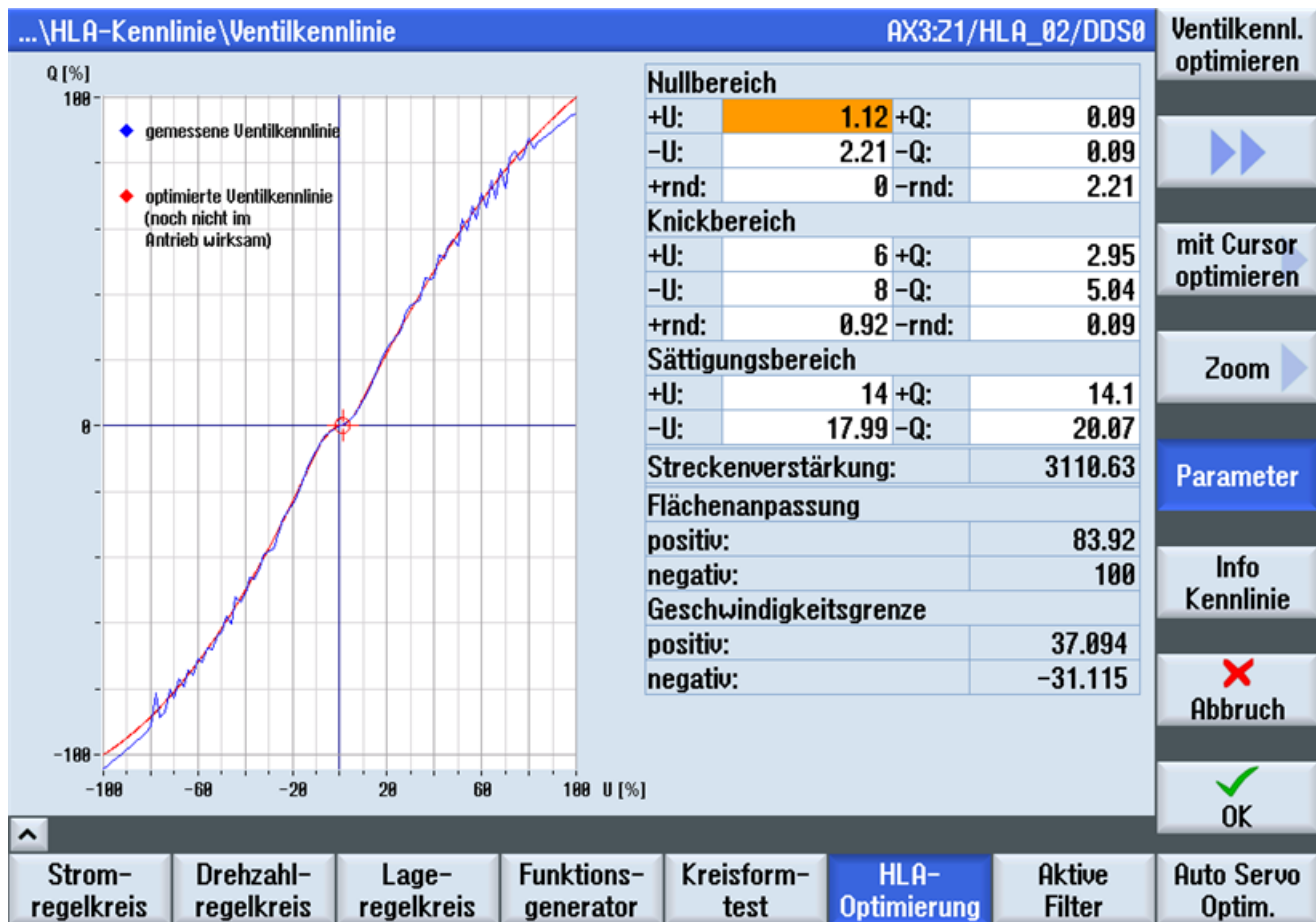 ...\HLA-Kennlinie\Ventilkennlinie AX3:Z1/HLA_02/DDS0
Q [%]
100
◆ gemessene Ventilkennlinie
◆ optimierte Ventilkennlinie
(noch nicht im
Antrieb wirksam)
0
-100
-100 -60 -20 20 60 100 U [%]
Nullbereich
+U: 1.12 +Q: 0.09
-U: 2.21 -Q: 0.09
+rnd: 0 -rnd: 2.21
Knickbereich
+U: 6 +Q: 2.95
-U: 8 -Q: 5.04
+rnd: 0.92 -rnd: 0.09
Sättigungsbereich
+U: 14 +Q: 14.1
-U: 17.99 -Q: 20.07
Streckenverstärkung: 3110.63
Flächenanpassung
positiv: 83.92
negativ: 100
Geschwindigkeitsgrenze
positiv: 37.094
negativ: -31.115
Ventilkennl.
optimieren
mit Cursor
optimieren
Zoom
Parameter
Info
Kennlinie
Abbruch
OK
Strom-
regelkreis
Drehzahl-
regelkreis
Lage-
regelkreis
Funktions-
generator
Kreisform-
test
HLA-
Optimierung
Aktive
Filter
Auto Servo
Optim.